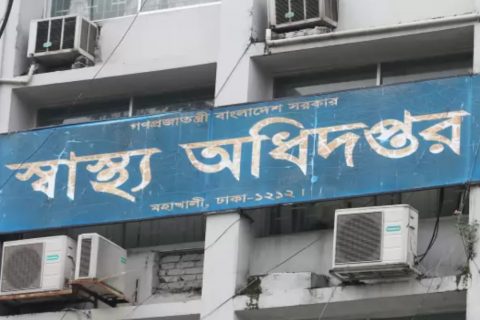 গণপ্রজাতন্ত্রী বাংলাদেশ সরকার
স্বাস্থ্য অধিদপ্তর
মহাখালী, ঢাকা-১২১২ ।